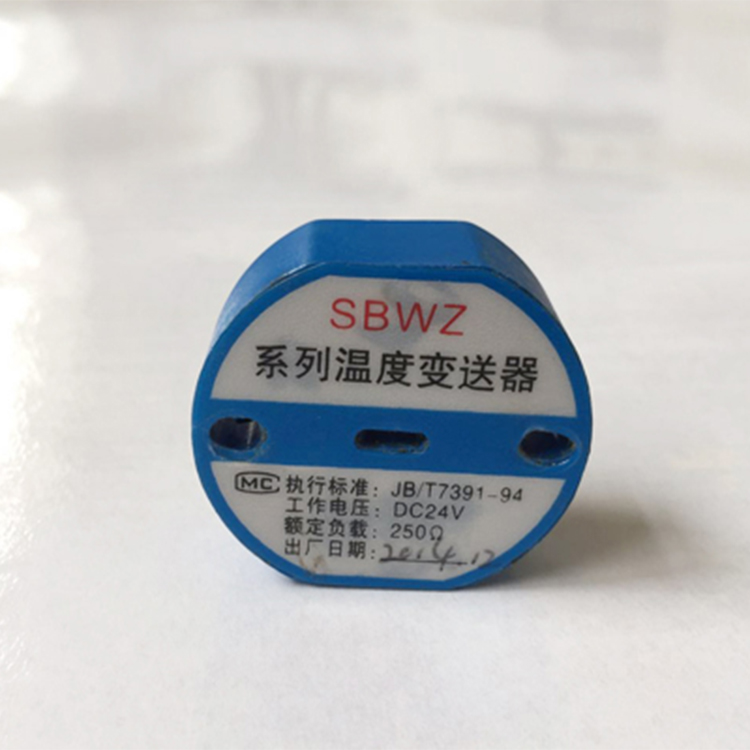 SBWZ
系列温度变送器
MC 执行标准: JB/T7391-94
工作电压: DC24V
额定负载: 250Ω
出厂日期: 2014.12